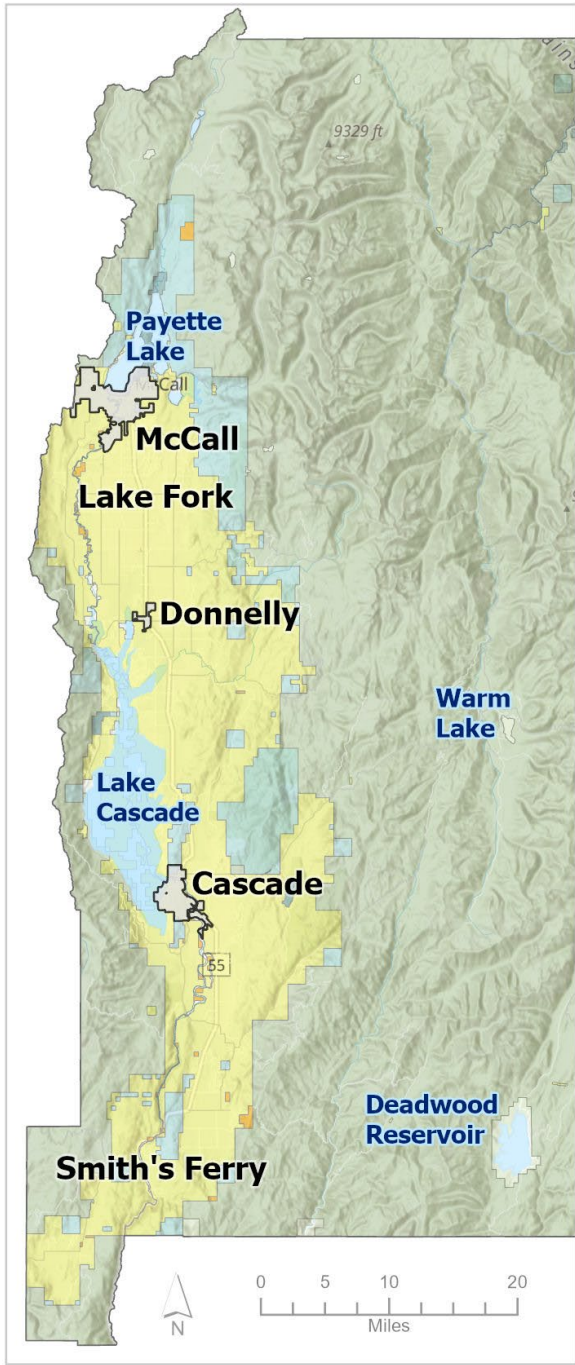 9329 ft
Payette
Lake
McCall
Lake Fork
Donnelly
Warm
Lake
Lake
Cascade
Cascade
55
Deadwood
Reservoir
Smith's Ferry
0 5 10 20
Miles
N